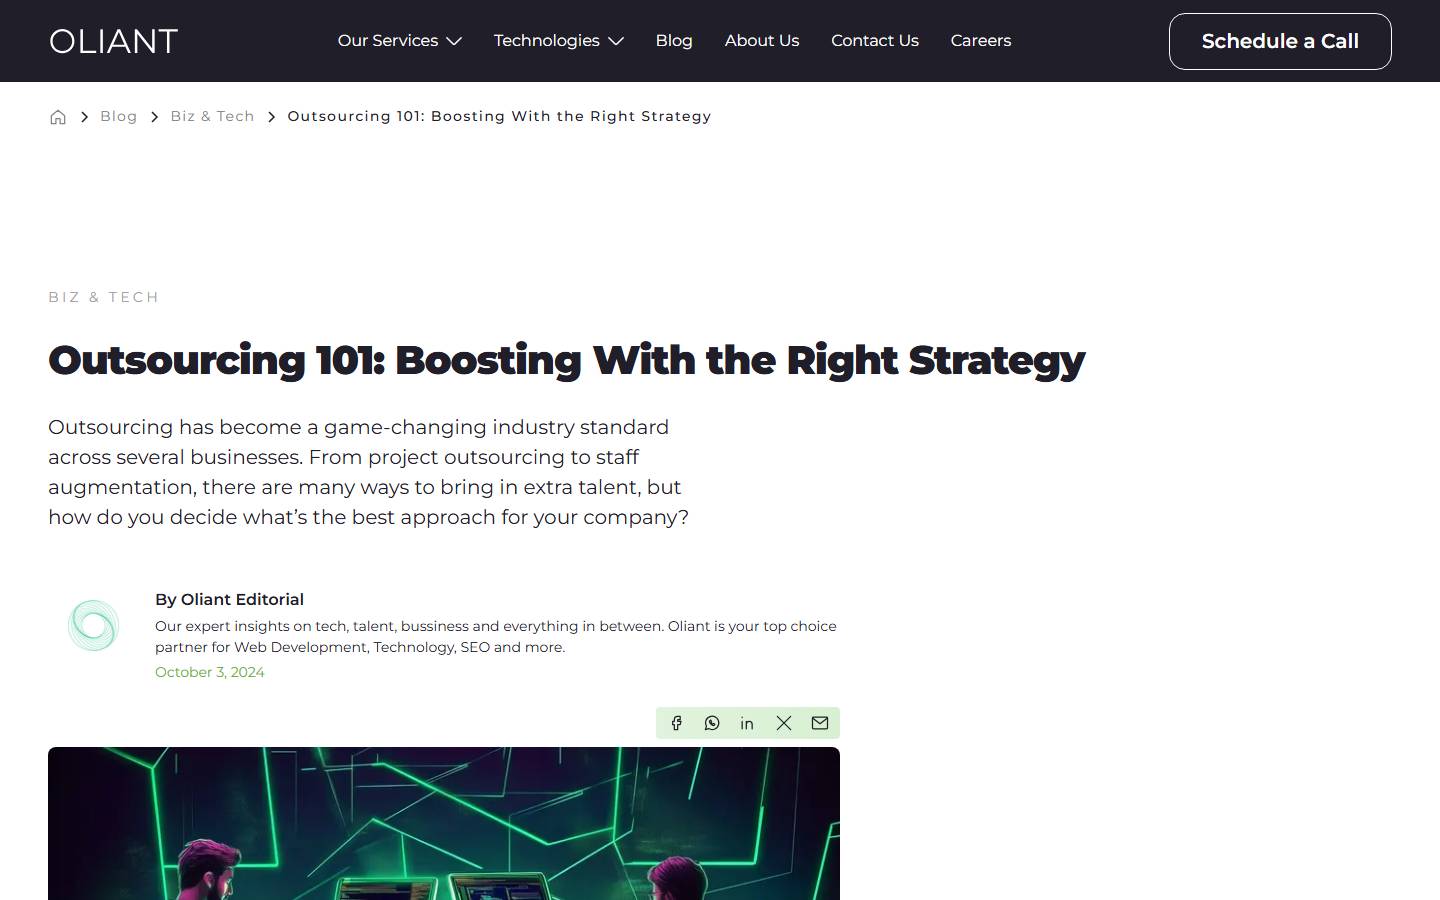 OLIANT
Our Services
Technologies
Blog
About Us
Contact Us
Careers
Schedule a Call
Blog
Biz & Tech
Outsourcing 101: Boosting With the Right Strategy
BIZ & TECH
Outsourcing 101: Boosting With the Right Strategy
Outsourcing has become a game-changing industry standard
across several businesses. From project outsourcing to staff
augmentation, there are many ways to bring in extra talent, but
how do you decide what’s the best approach for your company?
By Oliant Editorial
Our expert insights on tech, talent, bussiness and everything in between. Oliant is your top choice
partner for Web Development, Technology, SEO and more.
October 3, 2024